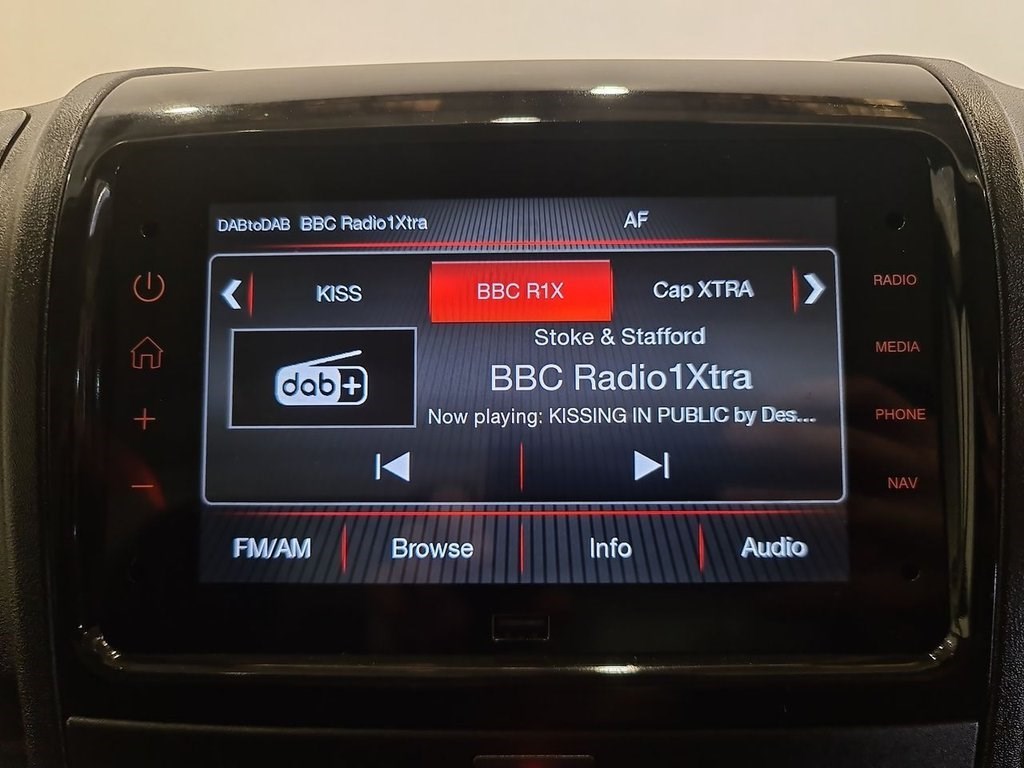 DABtoDAB BBC Radio1Xtra AF
KISS BBC R1X Cap XTRA
RADIO
Stoke & Stafford
dab+
BBC Radio1Xtra
MEDIA
Now playing: KISSING IN PUBLIC by Des...
PHONE
NAV
FM/AM Browse Info Audio